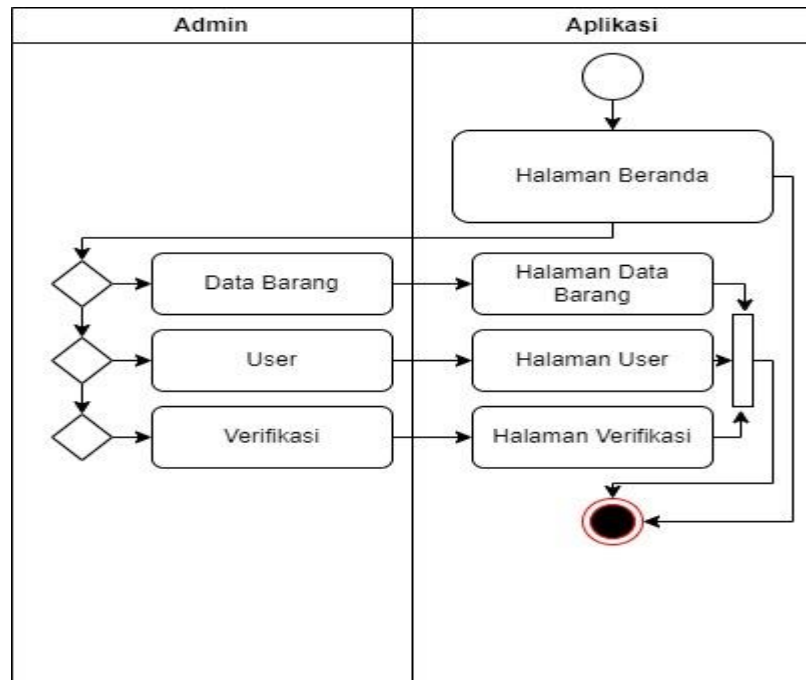 Admin
Aplikasi
Halaman Beranda
Data Barang
Halaman Data
Barang
User
Halaman User
Verifikasi
Halaman Verifikasi